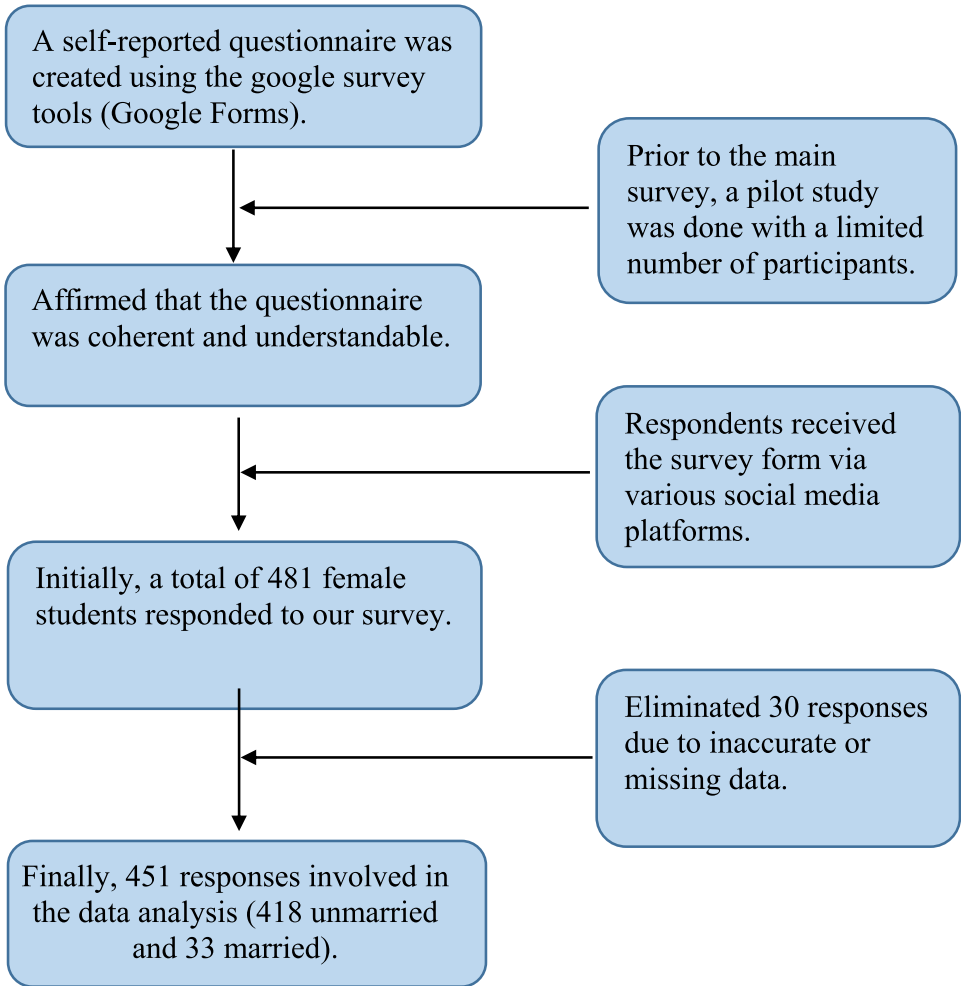 A self-reported questionnaire was
created using the google survey
tools (Google Forms).
Prior to the main
survey, a pilot study
was done with a limited
number of participants.
Affirmed that the questionnaire
was coherent and understandable.
Respondents received
the survey form via
various social media
platforms.
Initially, a total of 481 female
students responded to our survey.
Eliminated 30 responses
due to inaccurate or
missing data.
Finally, 451 responses involved in
the data analysis (418 unmarried
and 33 married).